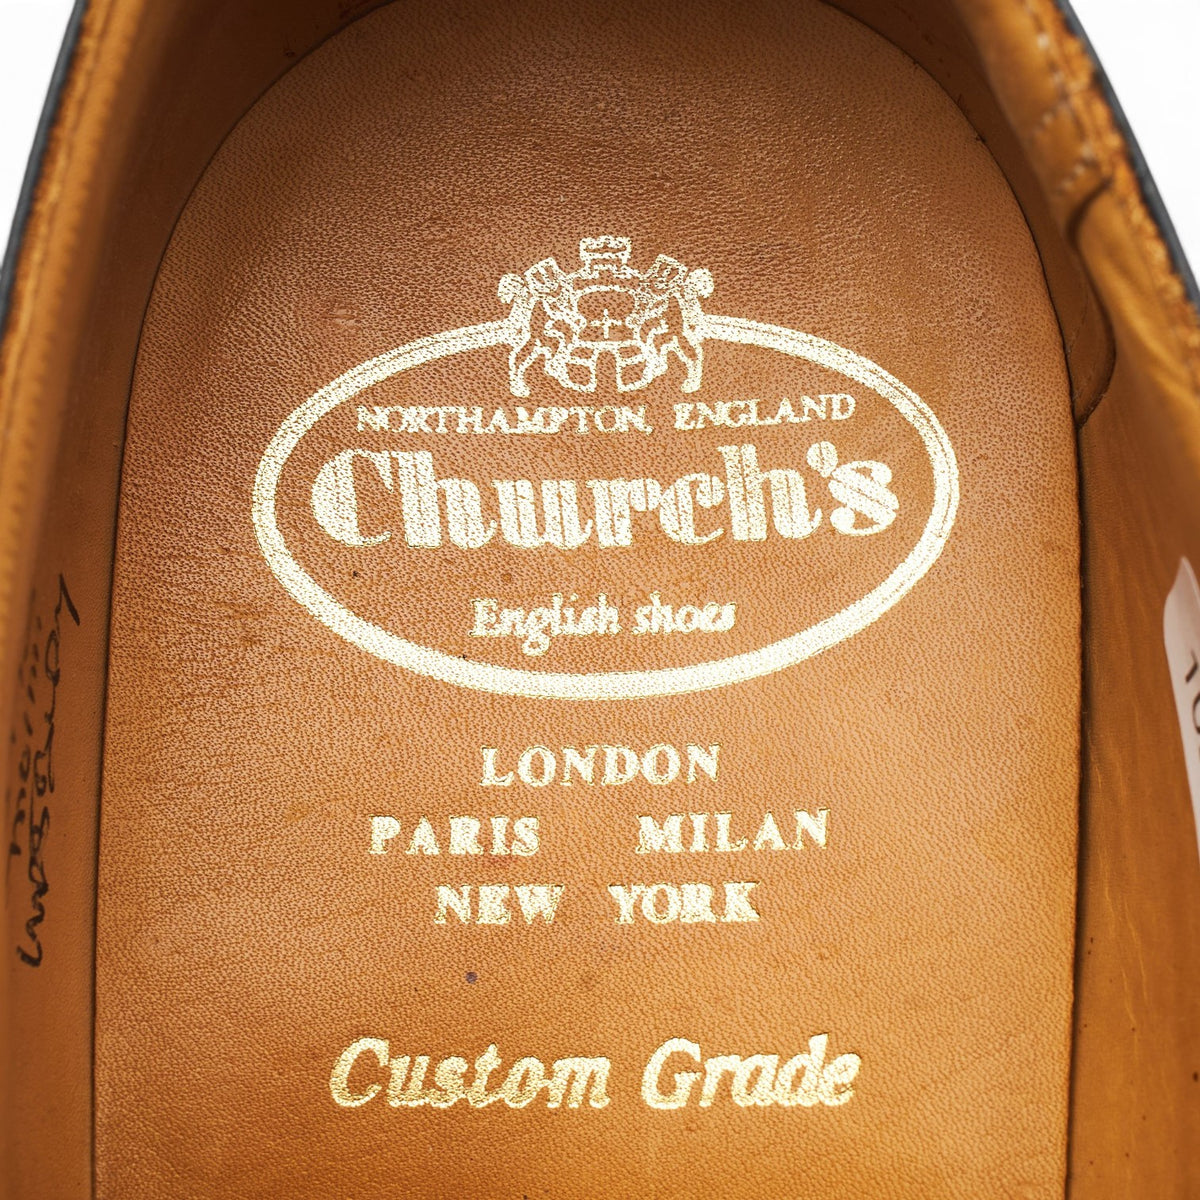 NORTHAMPTON, ENGLAND
Church's
English shoes
LONDON
PARIS MILAN
NEW YORK
Custom Grade